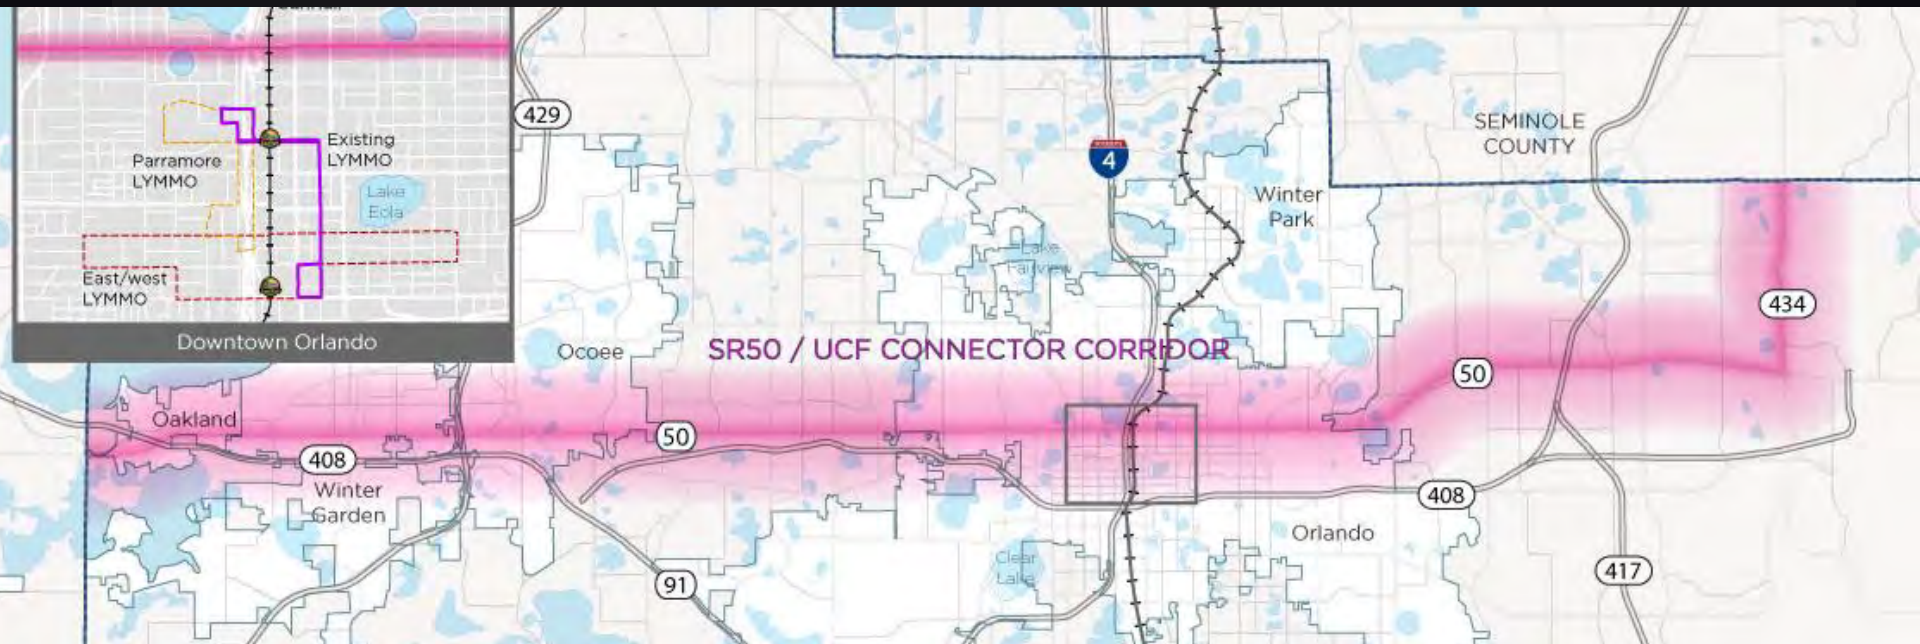 Existing
LYMMO
Parramore
LYMMO
Lake
Eola
East/west
LYMMO
Downtown Orlando
429
4
SEMINOLE
COUNTY
Winter
Park
Lake
Fairview
434
Ocoee
SR50 / UCF CONNECTOR CORRIDOR
50
Oakland
50
408
Winter
Garden
408
Orlando
Clear
Lake
91
417